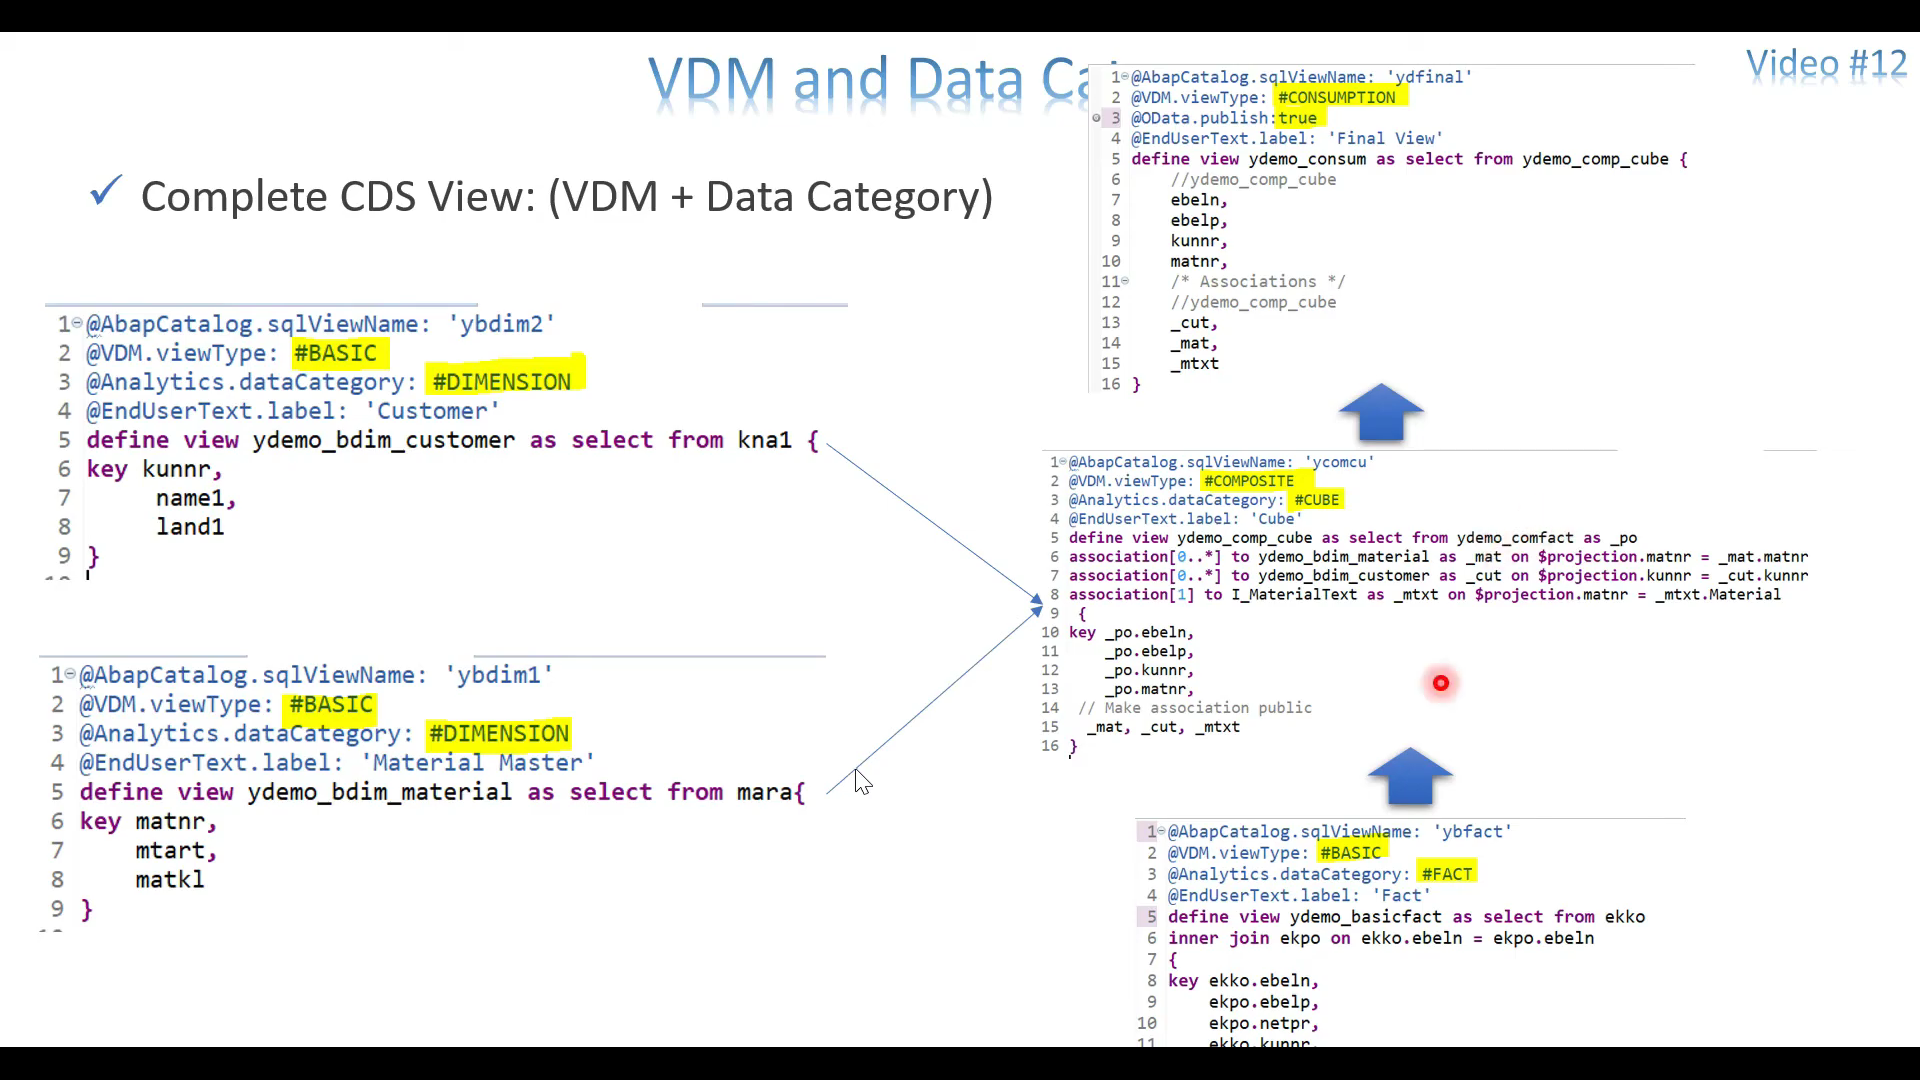 VDM and Data Ca
Video #12
Complete CDS View: (VDM + Data Category)
1 @AbapCatalog.sqlViewName: 'ybdim2'
2 @VDM.viewType: #BASIC
3 @Analytics.dataCategory: #DIMENSION
4 @EndUserText.label: 'Customer'
5 define view ydemo_bdim_customer as select from kna1 {
6 key kunnr,
7 name1,
8 land1
9 }
1 @AbapCatalog.sqlViewName: 'ybdim1'
2 @VDM.viewType: #BASIC
3 @Analytics.dataCategory: #DIMENSION
4 @EndUserText.label: 'Material Master'
5 define view ydemo_bdim_material as select from mara{
6 key matnr,
7 mtart,
8 matkl
9 }
1 @AbapCatalog.sqlViewName: 'ydfinal'
2 @VDM.viewType: #CONSUMPTION
3 @OData.publish:true
4 @EndUserText.label: 'Final View'
5 define view ydemo_consum as select from ydemo_comp_cube {
6 //ydemo_comp_cube
7 ebeln,
8 ebelp,
9 kunnr,
10 matnr,
11 /* Associations */
12 //ydemo_comp_cube
13 _cut,
14 _mat,
15 _mtxt
16 }
1 @AbapCatalog.sqlViewName: 'ycomcu'
2 @VDM.viewType: #COMPOSITE
3 @Analytics.dataCategory: #CUBE
4 @EndUserText.label: 'Cube'
5 define view ydemo_comp_cube as select from ydemo_comfact as _po
6 association[0..*] to ydemo_bdim_material as _mat on $projection.matnr = _mat.matnr
7 association[0..*] to ydemo_bdim_customer as _cut on $projection.kunnr = _cut.kunnr
8 association[1] to I_MaterialText as _mtxt on $projection.matnr = _mtxt.Material
9 {
10 key _po.ebeln,
11 _po.ebelp,
12 _po.kunnr,
13 _po.matnr,
14 // Make association public
15 _mat, _cut, _mtxt
16 }
1 @AbapCatalog.sqlViewName: 'ybfact'
2 @VDM.viewType: #BASIC
3 @Analytics.dataCategory: #FACT
4 @EndUserText.label: 'Fact'
5 define view ydemo_basicfact as select from ekko
6 inner join ekpo on ekko.ebeln = ekpo.ebeln
7 {
8 key ekko.ebeln,
9 ekpo.ebelp,
10 ekpo.netpr,
11 ekko.kunnr,